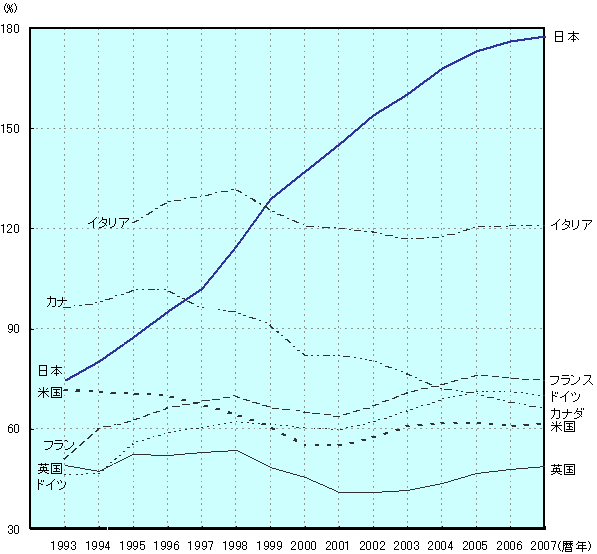 (%)
180
150
120
90
60
30
日本
イタリア
フランス
ドイツ
カナダ
米国
英国
イタリア
カナ
日本
米国
フラン
英国
ドイツ
1993 1994 1995 1996 1997 1998 1999 2000 2001 2002 2003 2004 2005 2006 2007(暦年)